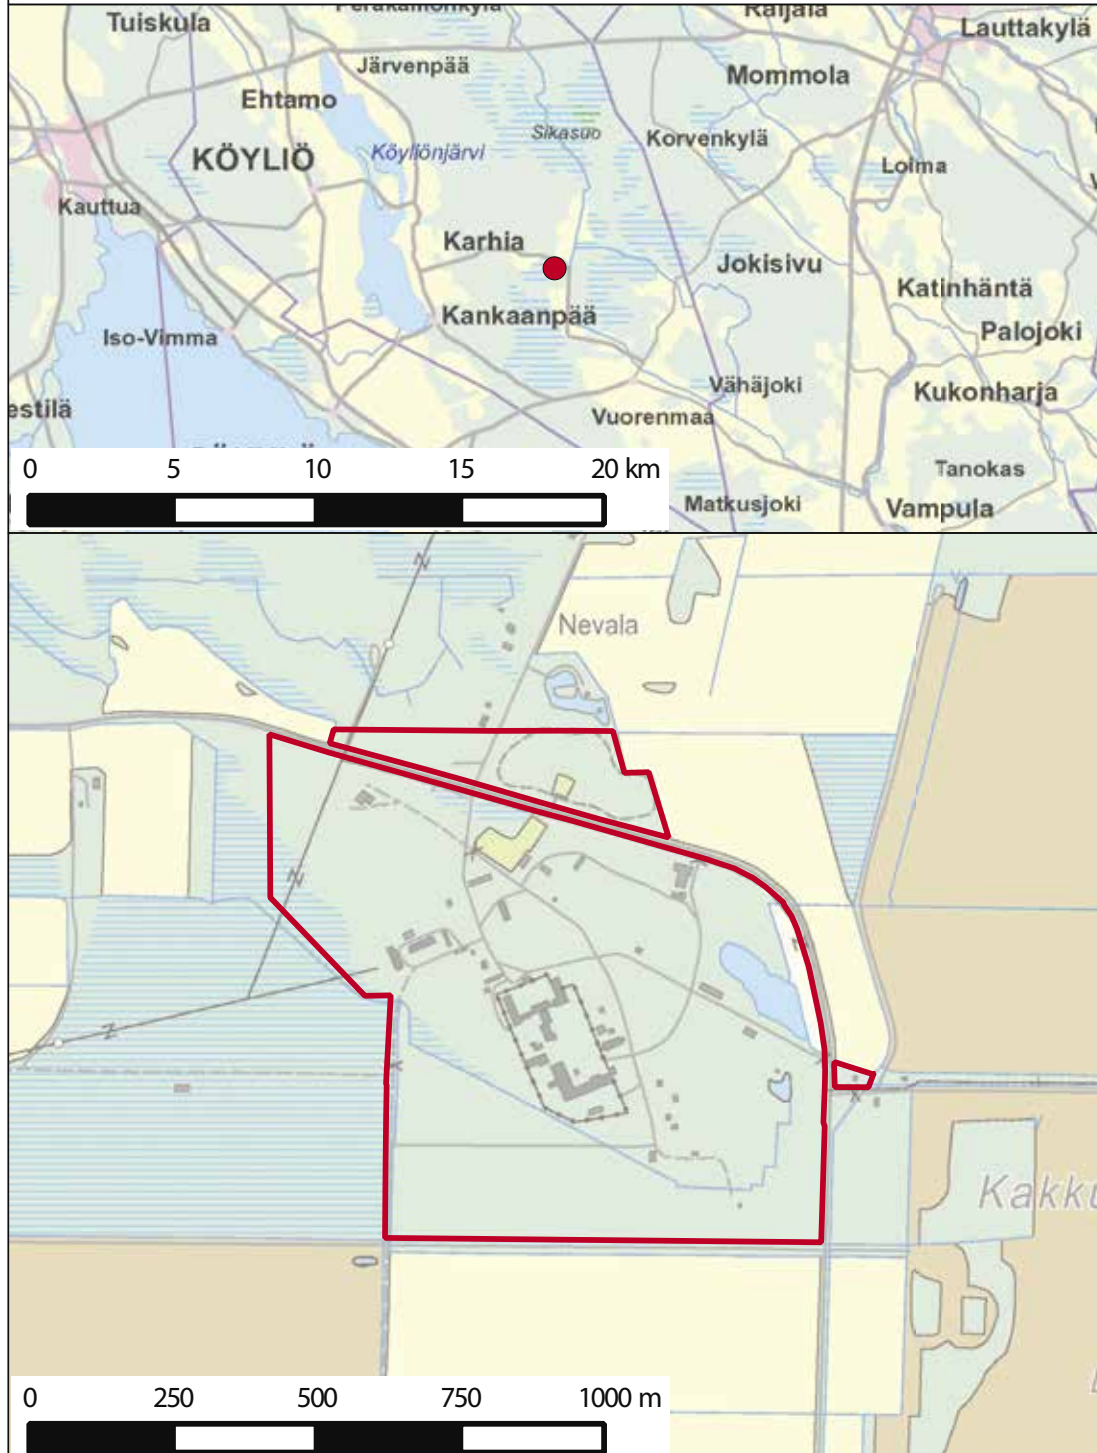 Tuiskula
Raijala
Lauttakylä
Järvenpää
Mommola
Ehtamo
Sikasuo
Korvenkylä
KÖYLIÖ
Köyliönjärvi
Loima
Kauttua
Karhia
Jokisivu
Katinhäntä
Kankaanpää
Iso-Vimma
Palojoki
Vähäjoki
Kukonharja
estilä
Vuorenmaa
0 5 10 15 20 km
Tanokas
Matkusjoki
Vampula
Nevala
Kakku
0 250 500 750 1000 m